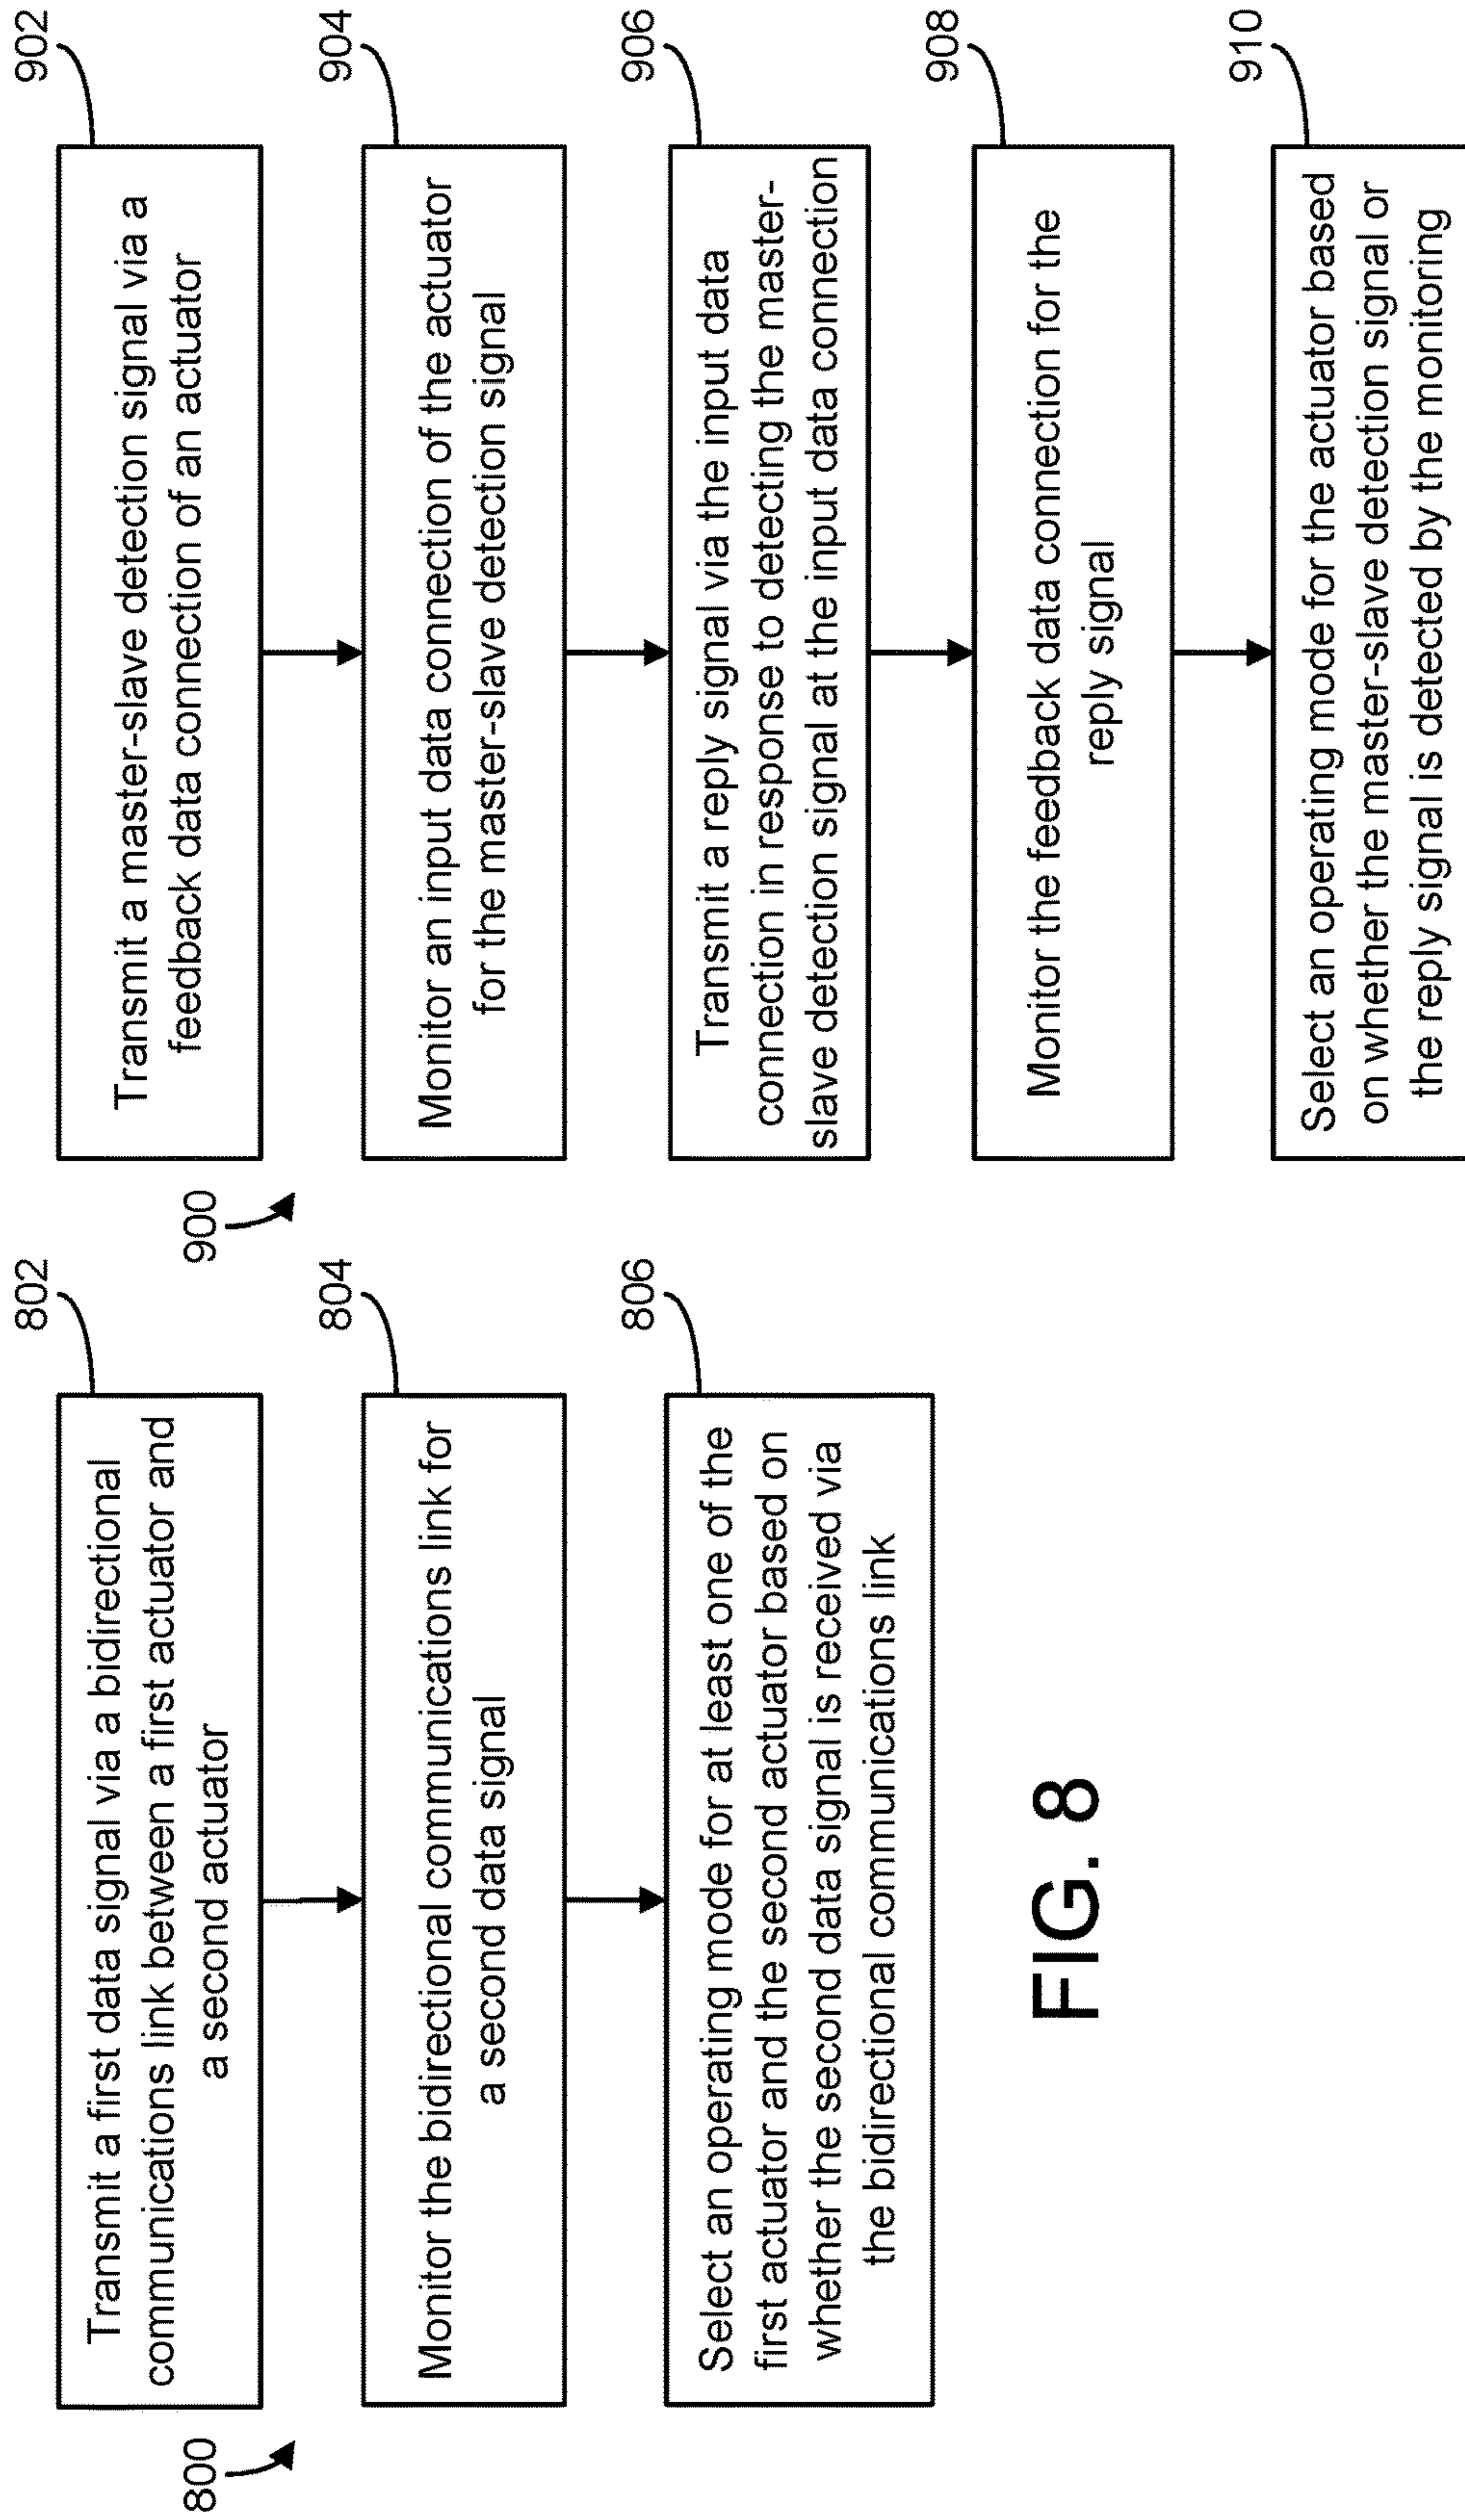 800
802
Transmit a first data signal via a bidirectional
communications link between a first actuator and
a second actuator
804
Monitor the bidirectional communications link for
a second data signal
806
Select an operating mode for at least one of the
first actuator and the second actuator based on
whether the second data signal is received via
the bidirectional communications link
FIG. 8
900
902
Transmit a master-slave detection signal via a
feedback data connection of an actuator
904
Monitor an input data connection of the actuator
for the master-slave detection signal
906
Transmit a reply signal via the input data
connection in response to detecting the master-
slave detection signal at the input data connection
908
Monitor the feedback data connection for the
reply signal
910
Select an operating mode for the actuator based
on whether the master-slave detection signal or
the reply signal is detected by the monitoring